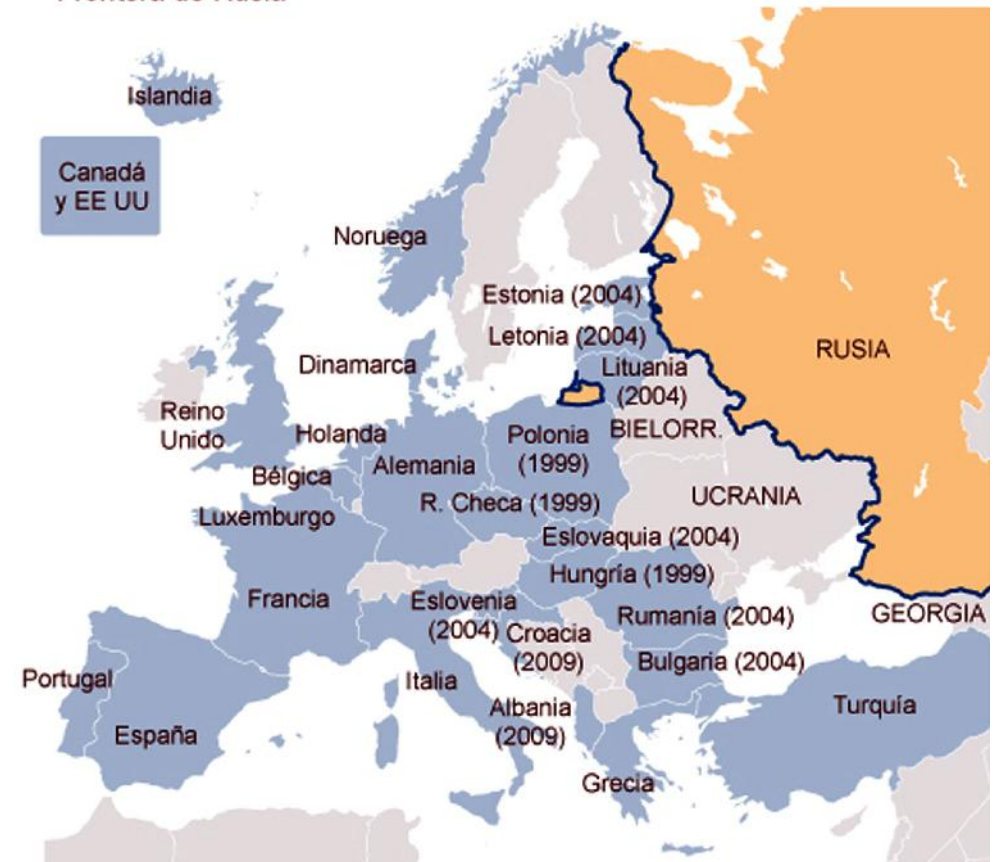 Islandia
Canadá
y EE UU
Noruega
Estonia (2004)
Letonia (2004)
Dinamarca
Lituania
(2004)
RUSIA
Reino
Unido
Holanda
Polonia
(1999)
BIELORR.
Bélgica
Alemania
R. Checa (1999)
UCRANIA
Luxemburgo
Eslovaquia (2004)
Hungría (1999)
Francia
Eslovenia
(2004)
Croacia
(2009)
Rumanía (2004)
GEORGIA
Bulgaria (2004)
Portugal
Italia
Albania
(2009)
Turquía
España
Grecia